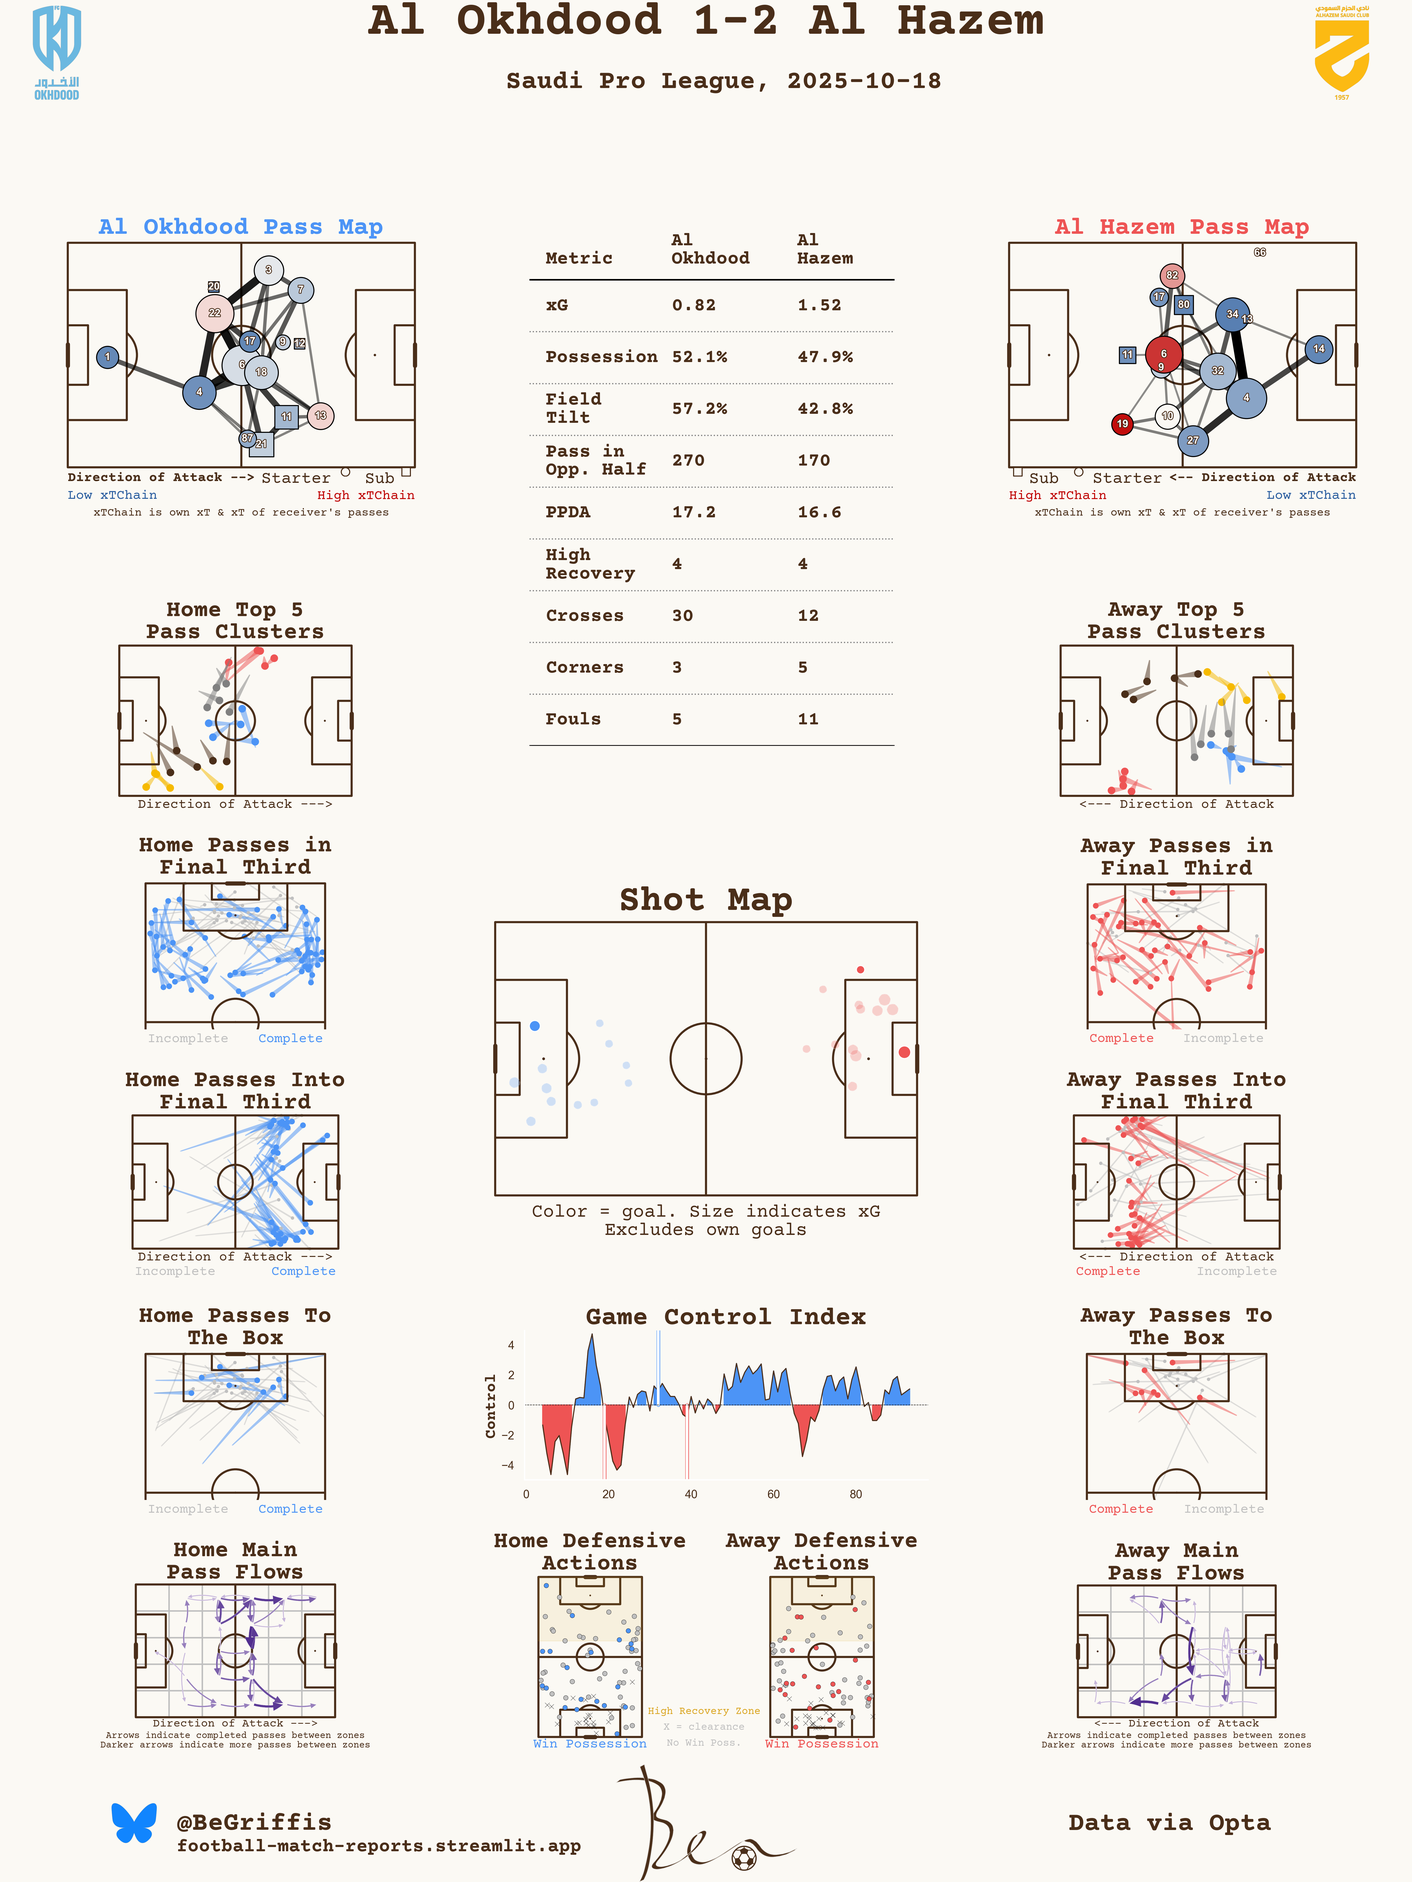 Al Okhdood 1-2 Al Hazem
Saudi Pro League, 2025-10-18
الأخدود
OKHDOOD
نادي الحزم السعودي
ALHAZEM SAUDI CLUB
1957
Al Okhdood Pass Map
20
3
7
22
17
9
12
1
6
18
4
11
13
87
21
Direction of Attack --> Starter Sub
Low xTChain High xTChain
xTChain is own xT & xT of receiver's passes
Metric Al Okhdood Al Hazem
xG 0.82 1.52
Possession 52.1% 47.9%
Field Tilt 57.2% 42.8%
Pass in Opp. Half 270 170
PPDA 17.2 16.6
High Recovery 4 4
Crosses 30 12
Corners 3 5
Fouls 5 11
Al Hazem Pass Map
66
82
17
80
34
13
11
6
14
9
32
4
19
10
27
Sub Starter <-- Direction of Attack
High xTChain Low xTChain
xTChain is own xT & xT of receiver's passes
Home Top 5
Pass Clusters
Direction of Attack --->
Away Top 5
Pass Clusters
<--- Direction of Attack
Home Passes in
Final Third
Incomplete Complete
Away Passes in
Final Third
Complete Incomplete
Shot Map
Color = goal. Size indicates xG
Excludes own goals
Home Passes Into
Final Third
Direction of Attack --->
Incomplete Complete
Away Passes Into
Final Third
<--- Direction of Attack
Complete Incomplete
Home Passes To
The Box
Incomplete Complete
Game Control Index
Control
4
2
0
−2
−4
0 20 40 60 80
Away Passes To
The Box
Complete Incomplete
Home Main
Pass Flows
Direction of Attack --->
Arrows indicate completed passes between zones
Darker arrows indicate more passes between zones
Home Defensive
Actions
Win Possession
High Recovery Zone
X = clearance
No Win Poss.
Away Defensive
Actions
Win Possession
Away Main
Pass Flows
<--- Direction of Attack
Arrows indicate completed passes between zones
Darker arrows indicate more passes between zones
@BeGriffis
football-match-reports.streamlit.app
Ben
Data via Opta